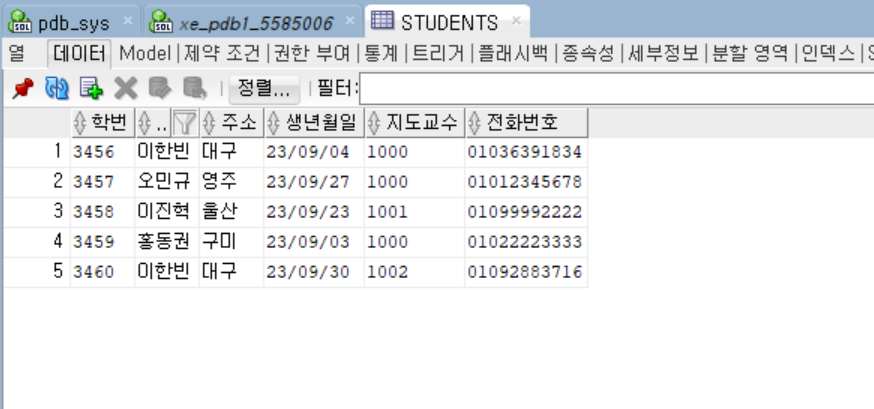 pdb_sys xe_pdb1_5585006 STUDENTS
열 데이터 Model 제약 조건 권한 부여 통계 트리거 플래시백 종속성 세부정보 분할 영역 인덱스 S
정렬... 필터:
학번 .. 주소 생년월일 지도교수 전화번호
1 3456 이한빈 대구 23/09/04 1000 01036391834
2 3457 오민규 영주 23/09/27 1000 01012345678
3 3458 이진혁 울산 23/09/23 1001 01099992222
4 3459 홍동권 구미 23/09/03 1000 01022223333
5 3460 이한빈 대구 23/09/30 1002 01092883716